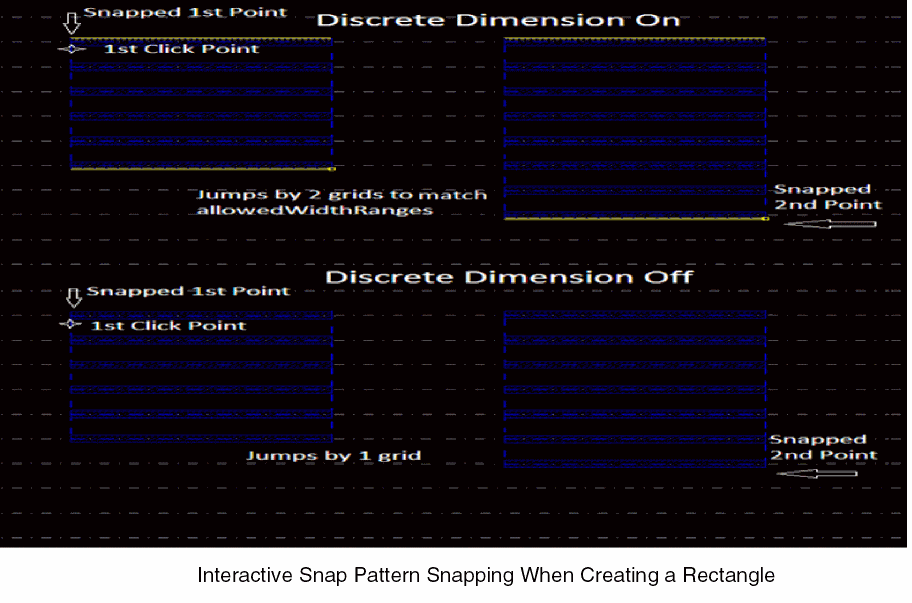 Snapped 1st Point
Discrete Dimension On
1st Click Point
Jumps by 2 grids to match
allowedWidthRanges
Snapped
2nd Point
Discrete Dimension Off
Snapped 1st Point
1st Click Point
Jumps by 1 grid
Snapped
2nd Point
Interactive Snap Pattern Snapping When Creating a Rectangle